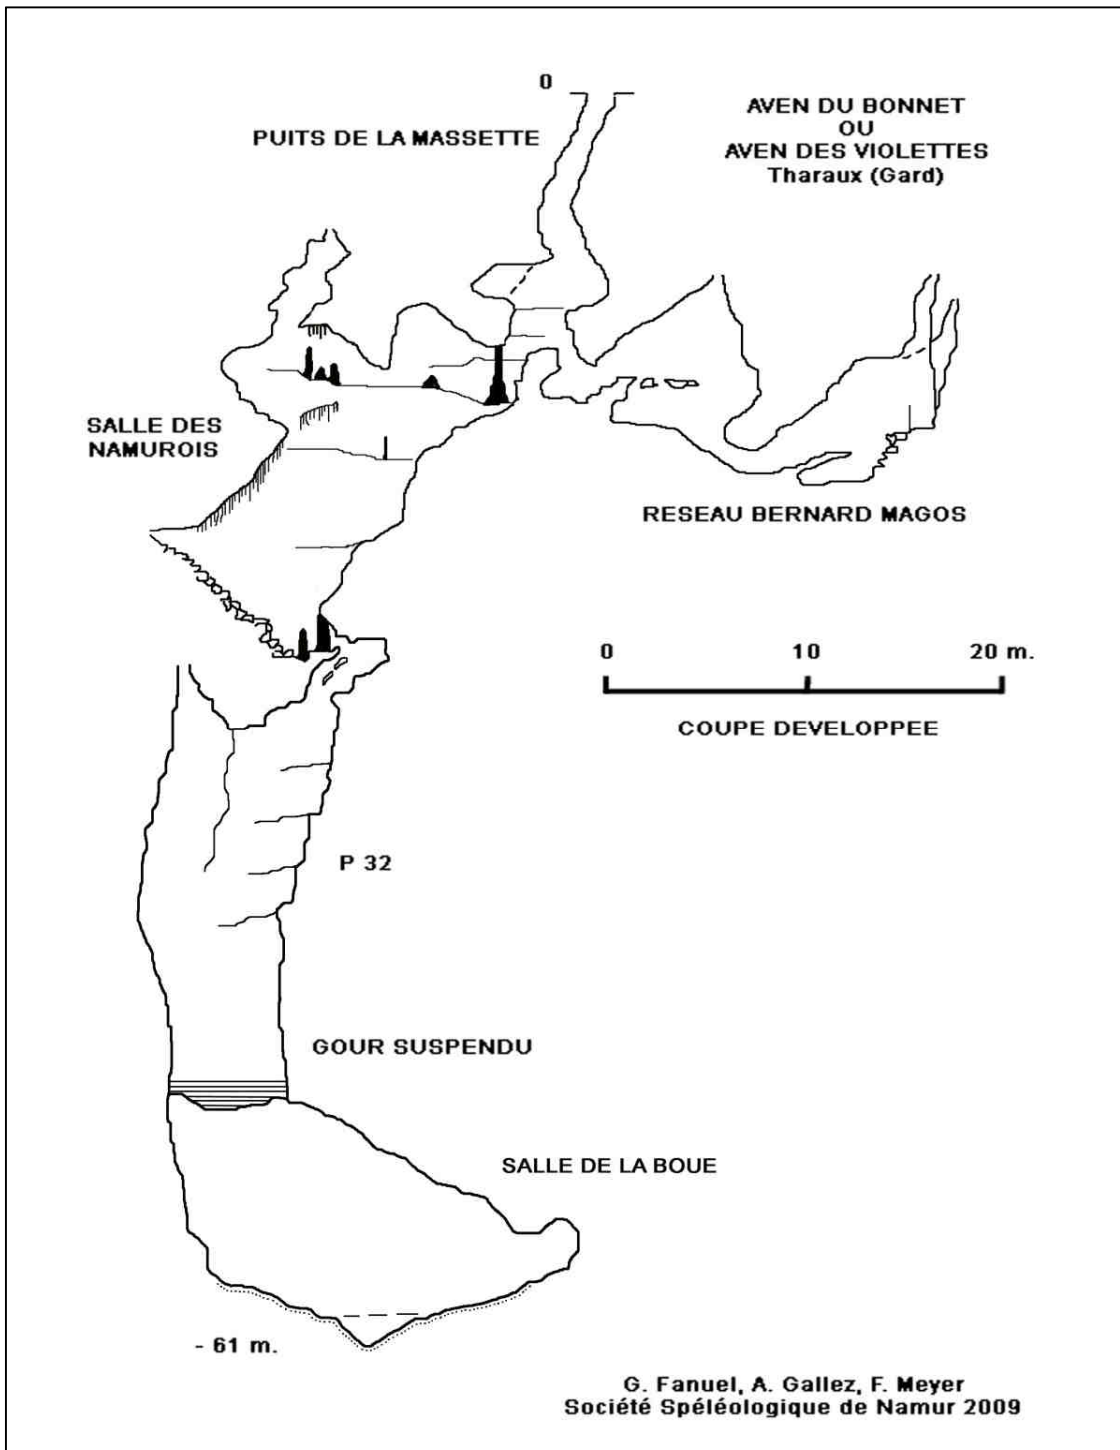 0
PUITS DE LA MASSETTE
AVEN DU BONNET
OU
AVEN DES VIOLETTES
Tharaux (Gard)
SALLE DES
NAMUROIS
RESEAU BERNARD MAGOS
0 10 20 m.
COUPE DEVELOPPEE
P 32
GOUR SUSPENDU
SALLE DE LA BOUE
- 61 m.
G. Fanuel, A. Gallez, F. Meyer
Société Spéléologique de Namur 2009